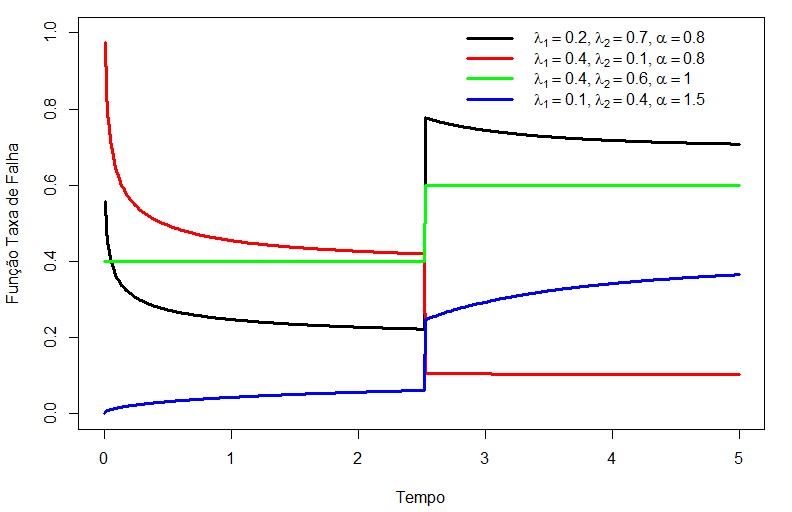 λ1 = 0.2, λ2 = 0.7, α = 0.8
λ1 = 0.4, λ2 = 0.1, α = 0.8
λ1 = 0.4, λ2 = 0.6, α = 1
λ1 = 0.1, λ2 = 0.4, α = 1.5
Função Taxa de Falha
1.0
0.8
0.6
0.4
0.2
0.0
0 1 2 3 4 5
Tempo